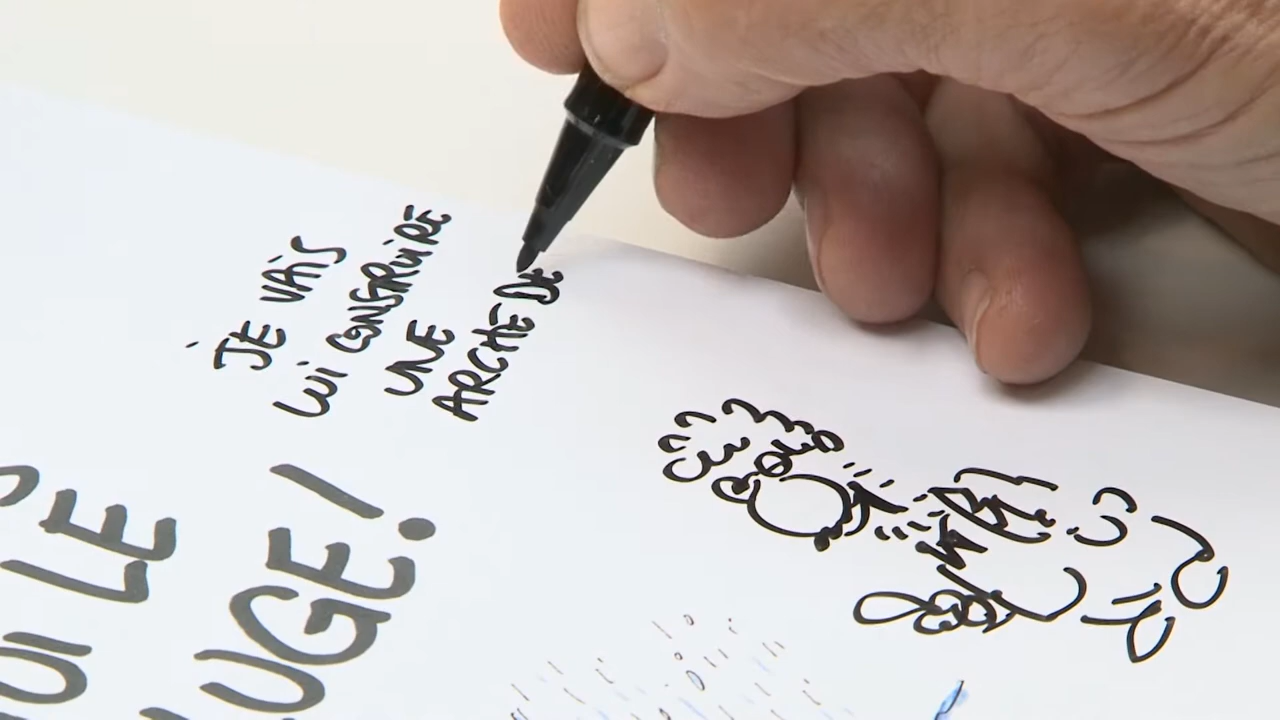 JE VAIS
LUI CONSTRUIRE
UNE
ARCHE DE
LE
UGE !